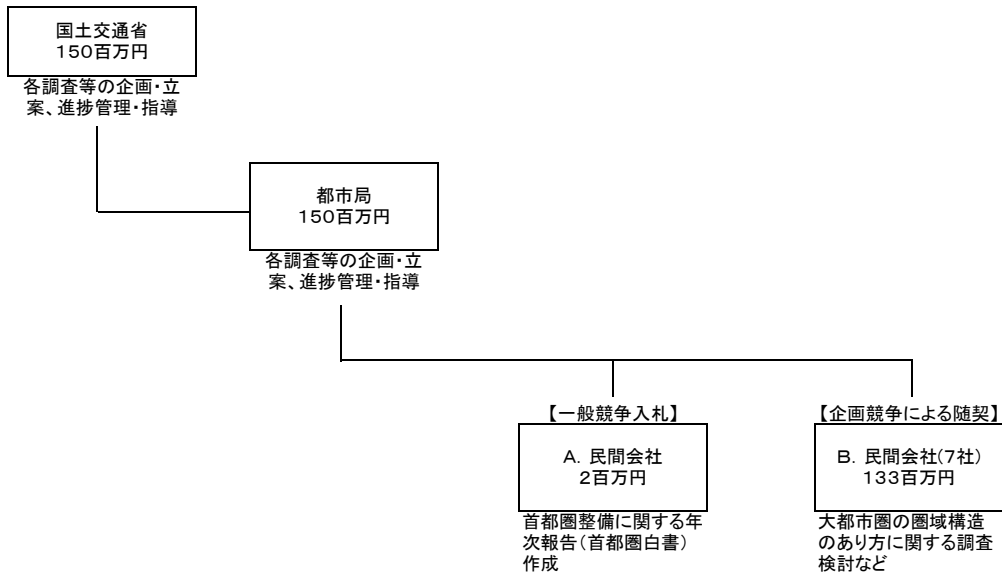 国土交通省
150百万円
各調査等の企画・立
案、進捗管理・指導
都市局
150百万円
各調査等の企画・立
案、進捗管理・指導
【一般競争入札】
A．民間会社
2百万円
首都圏整備に関する年
次報告（首都圏白書）
作成
【企画競争による随契】
B．民間会社（7社）
133百万円
大都市圏の圏域構造
のあり方に関する調査
検討など